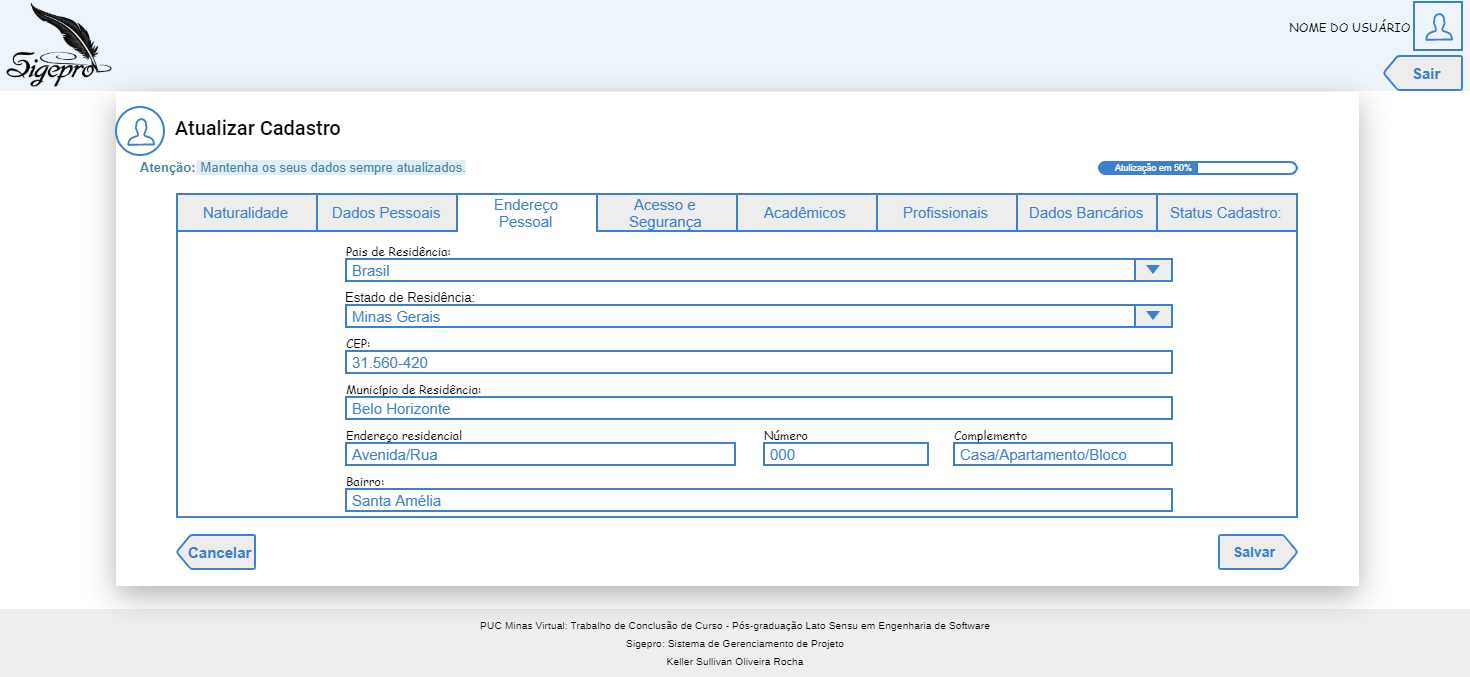 Sigepro
NOME DO USUÁRIO
Sair
Atualizar Cadastro
Atenção: Mantenha os seus dados sempre atualizados.
Atulização em 50%
Naturalidade
Dados Pessoais
Endereço
Pessoal
Acesso e
Segurança
Acadêmicos
Profissionais
Dados Bancários
Status Cadastro:
Pais de Residência:
Brasil
Estado de Residência:
Minas Gerais
CEP:
31.560-420
Município de Residência:
Belo Horizonte
Endereço residencial
Número
Complemento
Avenida/Rua
000
Casa/Apartamento/Bloco
Bairro:
Santa Amélia
Cancelar
Salvar
PUC Minas Virtual: Trabalho de Conclusão de Curso - Pós-graduação Lato Sensu em Engenharia de Software
Sigepro: Sistema de Gerenciamento de Projeto
Keller Sullivan Oliveira Rocha